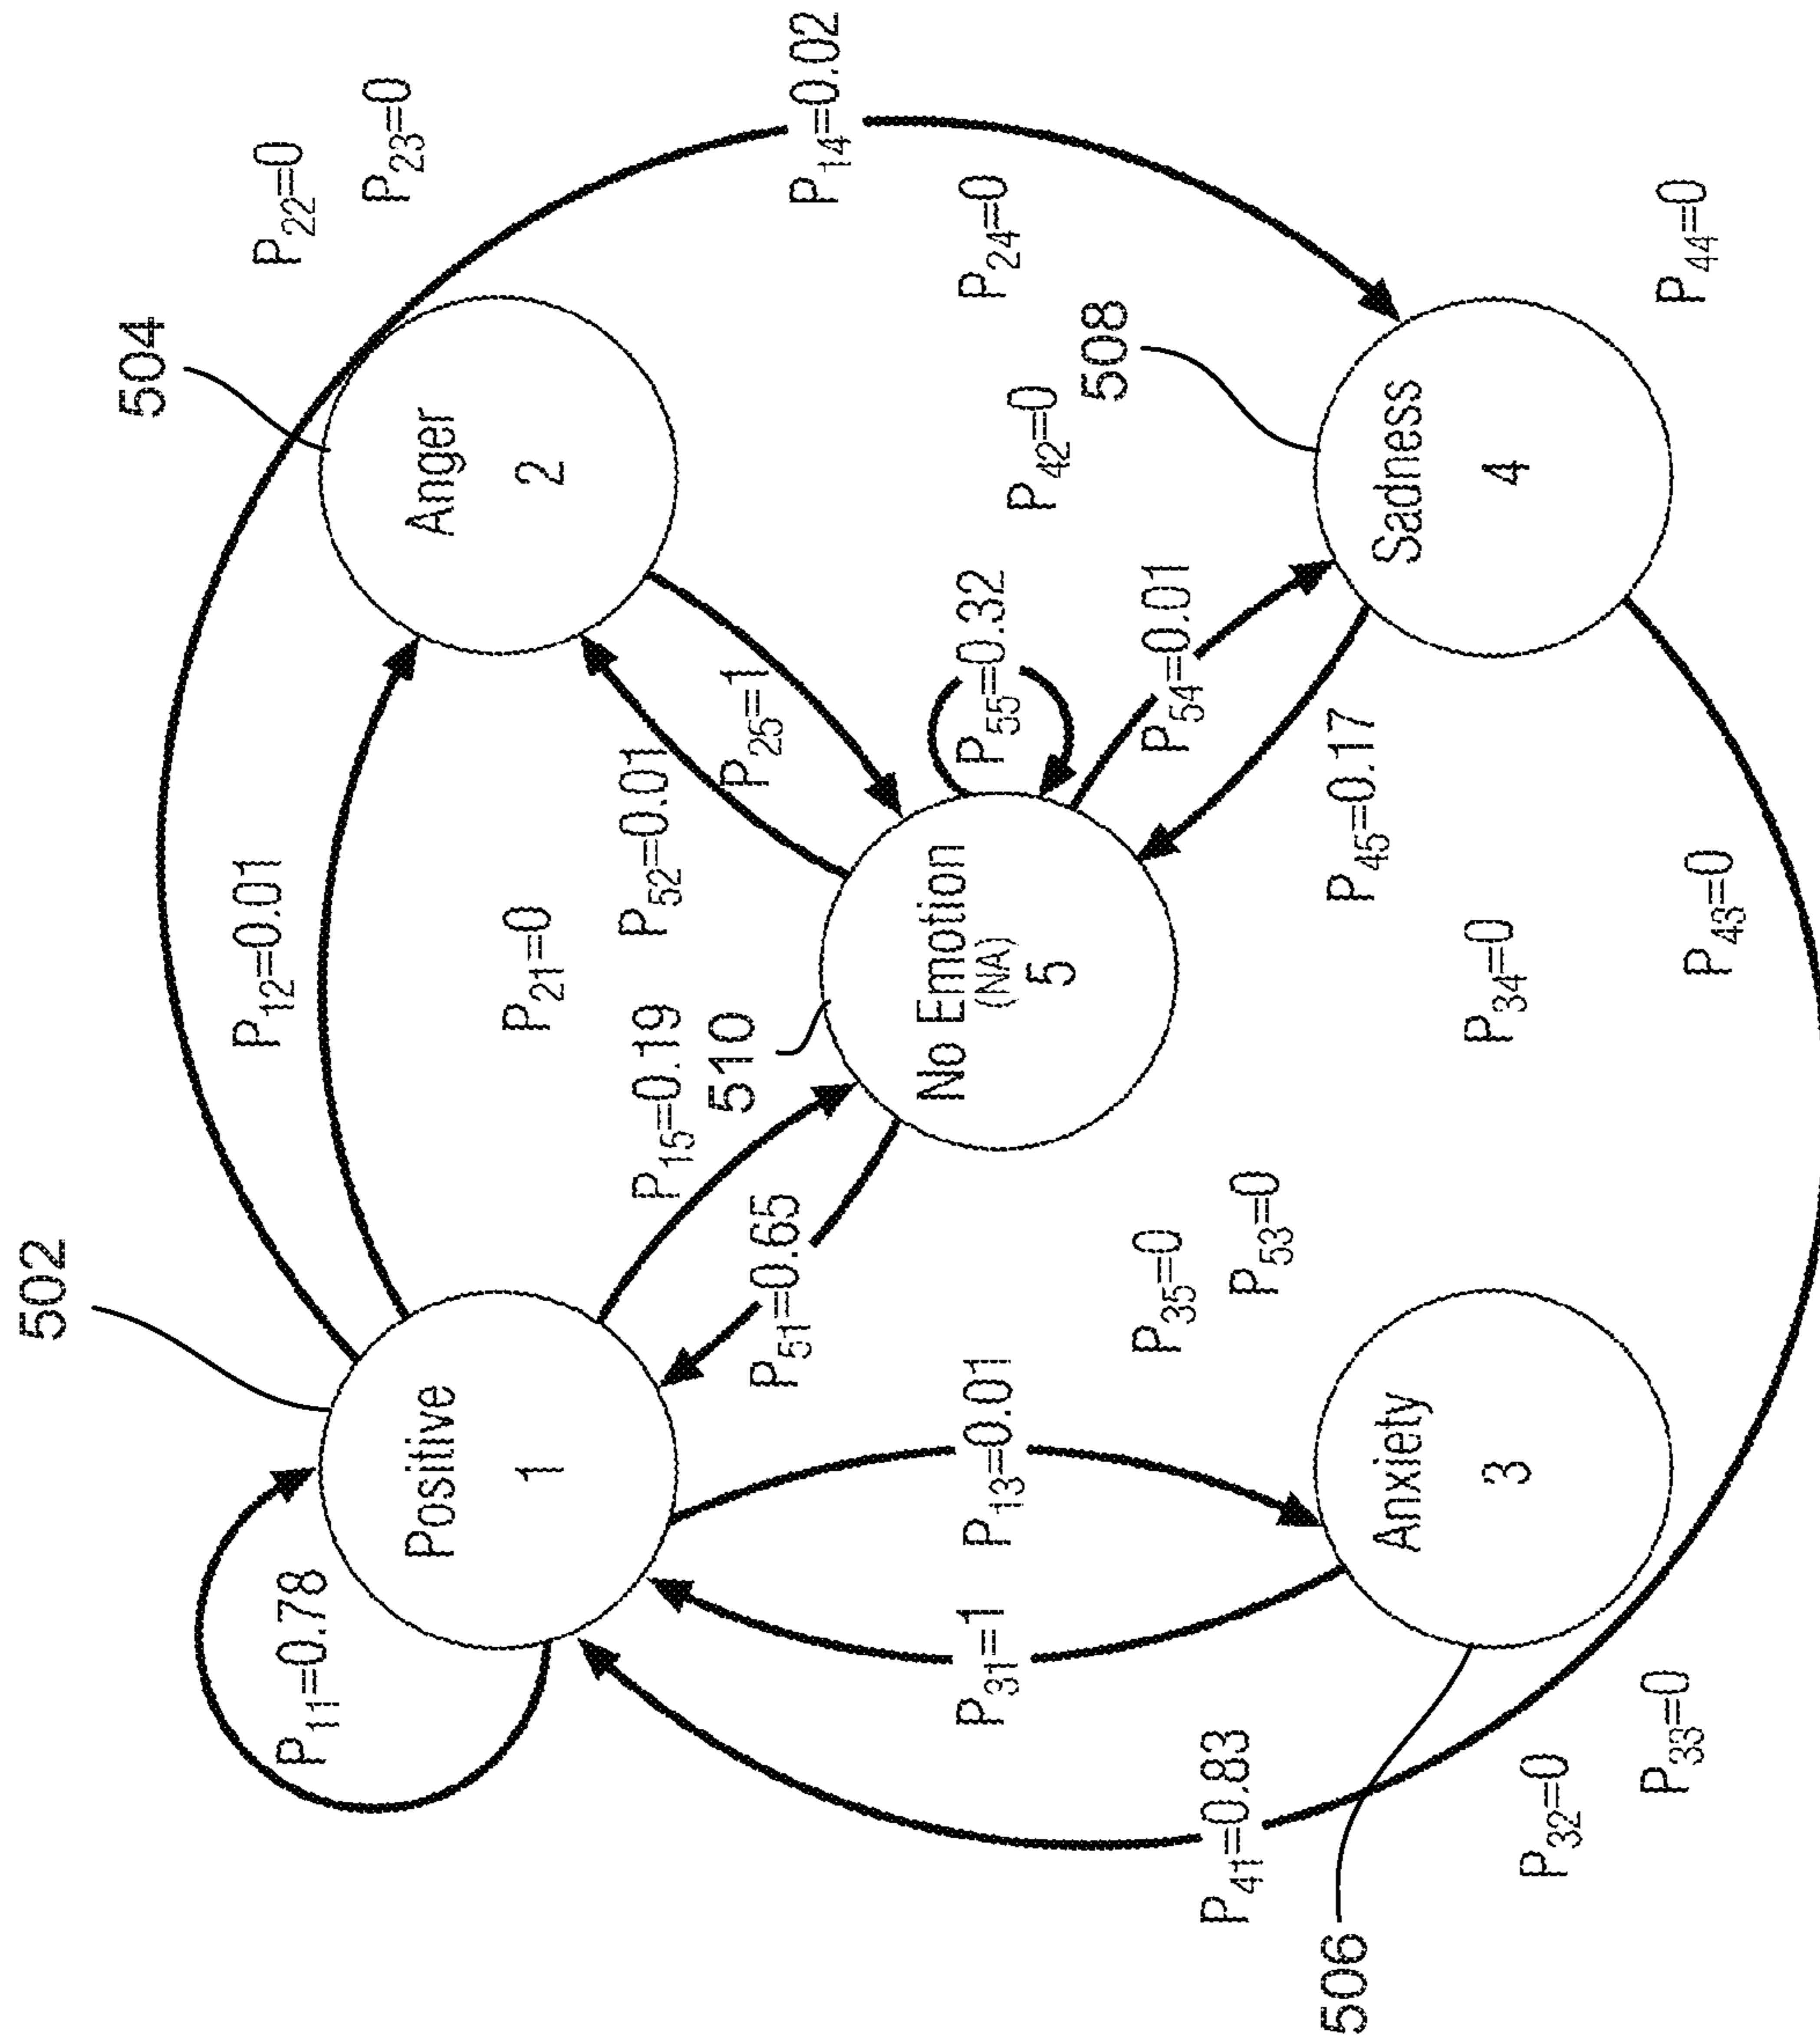 502
504
P12=0.01
P22=0
P11=0.78
P23=0
Positive
1
Anger
2
P21=0
P15=0.19
P52=0.01
510
P25=1
P51=0.65
P14=0.02
No Emotion
(NA)
5
P31=1
P13=0.01
P55=0.32
P24=0
P42=0
508
P35=0
P54=0.01
P41=0.83
P53=0
506
P45=0.17
Anxiety
3
Sadness
4
P34=0
P32=0
P33=0
P43=0
P44=0